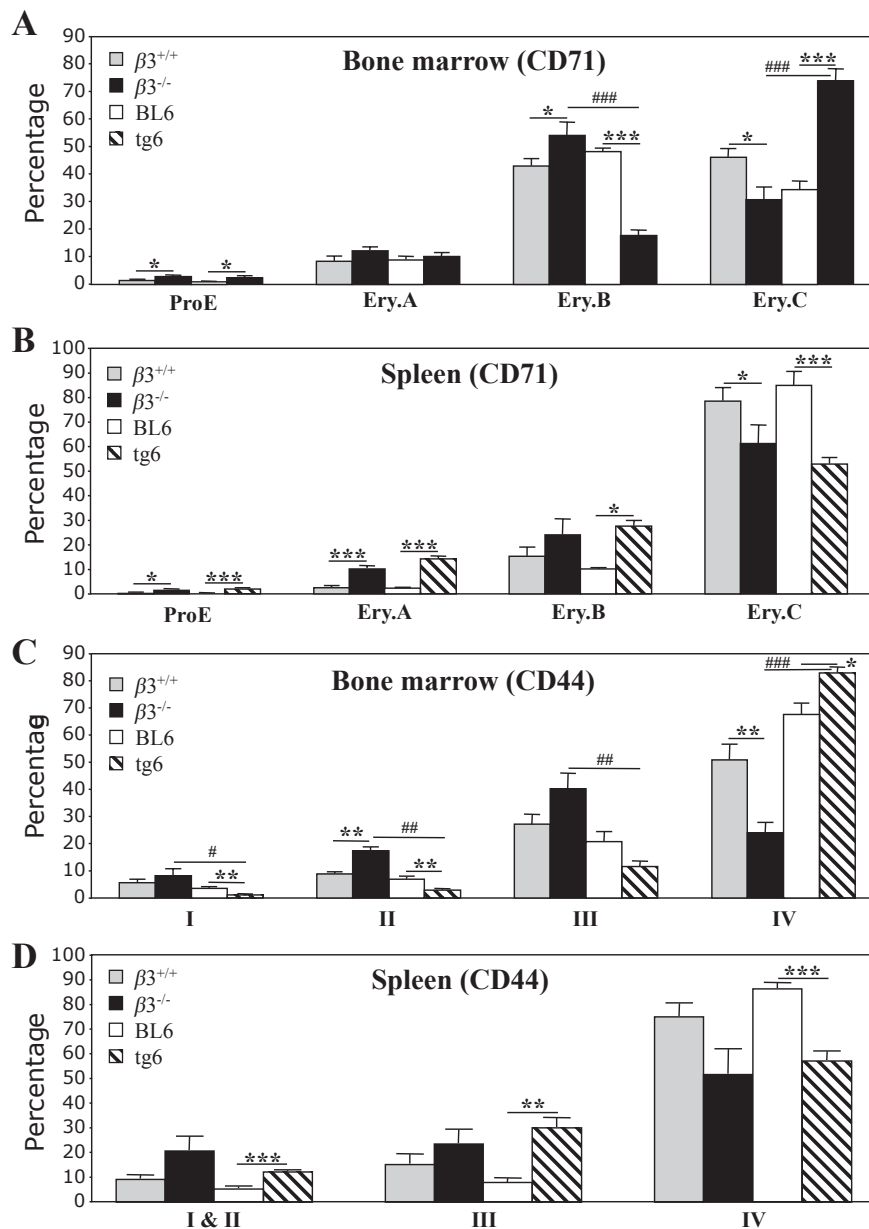 A
Bone marrow (CD71)
Percentage
90
80
70
60
50
40
30
20
10
0
β3+/+
β3-/-
BL6
tg6
* * * ### *** * ### ***
ProE Ery.A Ery.B Ery.C
B
Spleen (CD71)
Percentage
100
90
80
70
60
50
40
30
20
10
0
β3+/+
β3-/-
BL6
tg6
* *** *** *** * * ***
ProE Ery.A Ery.B Ery.C
C
Bone marrow (CD44)
Percentag
90
80
70
60
50
40
30
20
10
0
β3+/+
β3-/-
BL6
tg6
# ** ** ## ** ## ** ### *
I II III IV
D
Spleen (CD44)
Percentage
100
90
80
70
60
50
40
30
20
10
0
β3+/+
β3-/-
BL6
tg6
*** ** ***
I & II III IV